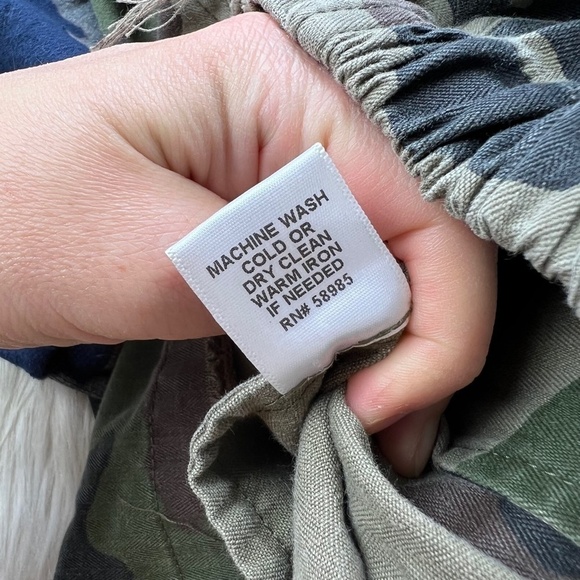 MACHINE WASH
COLD OR
DRY CLEAN
WARM IRON
IF NEEDED
RN# 58985